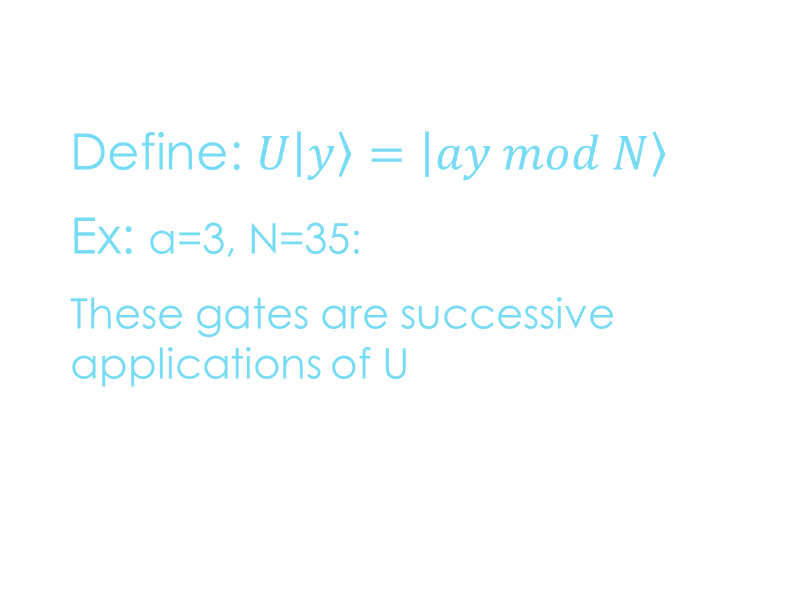 Define: 𝑈|𝑦⟩ = |𝑎𝑦 𝑚𝑜𝑑 𝑁⟩
Ex: a=3, N=35:
These gates are successive
applications of U